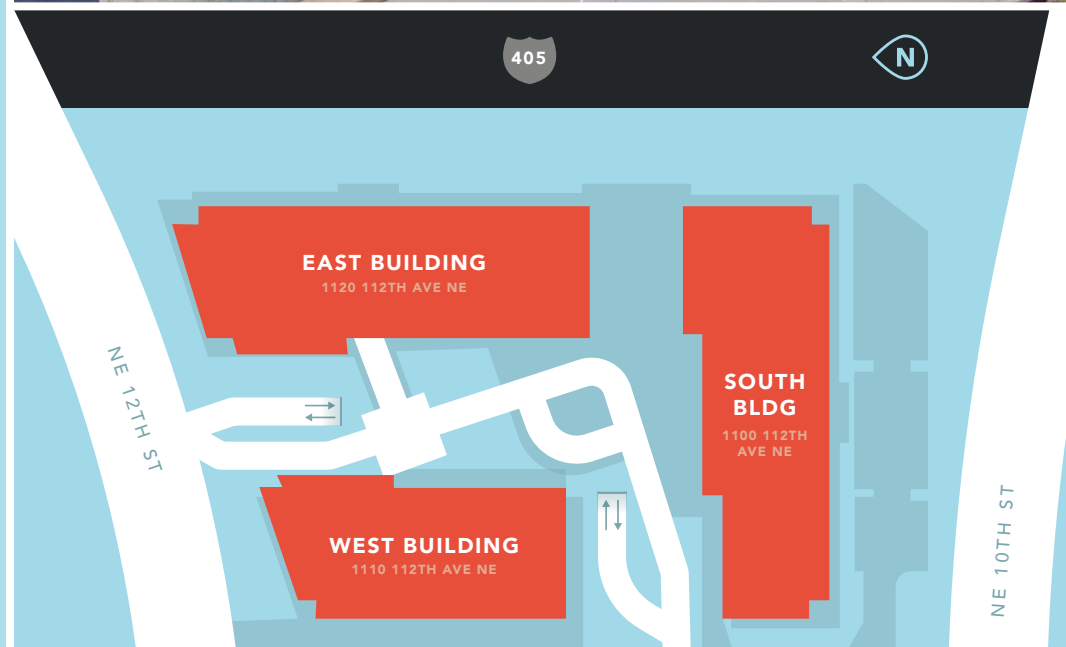 405
N
EAST BUILDING
1120 112TH AVE NE
NE 12TH ST
SOUTH
BLDG
1100 112TH
AVE NE
WEST BUILDING
1110 112TH AVE NE
NE 10TH ST